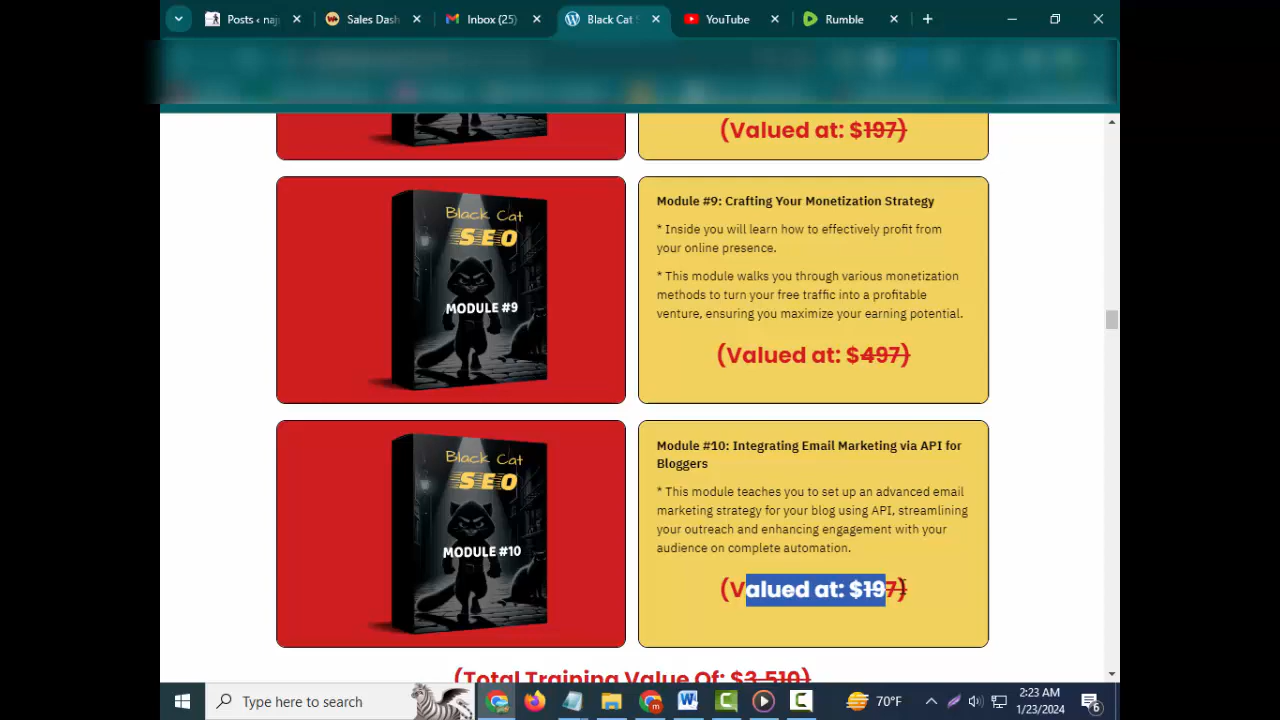 Posts ‹ naj
Sales Dash
Inbox (25)
Black Cat S
YouTube
Rumble
(Valued at: $197)
Black Cat
SEO
MODULE #9
Module #9: Crafting Your Monetization Strategy
* Inside you will learn how to effectively profit from
your online presence.
* This module walks you through various monetization
methods to turn your free traffic into a profitable
venture, ensuring you maximize your earning potential.
(Valued at: $497)
Black Cat
SEO
MODULE #10
Module #10: Integrating Email Marketing via API for
Bloggers
* This module teaches you to set up an advanced email
marketing strategy for your blog using API, streamlining
your outreach and enhancing engagement with your
audience on complete automation.
(Valued at: $197)
(Total Training Value Of: $3,510)
Type here to search
70°F
2:23 AM
1/23/2024
6